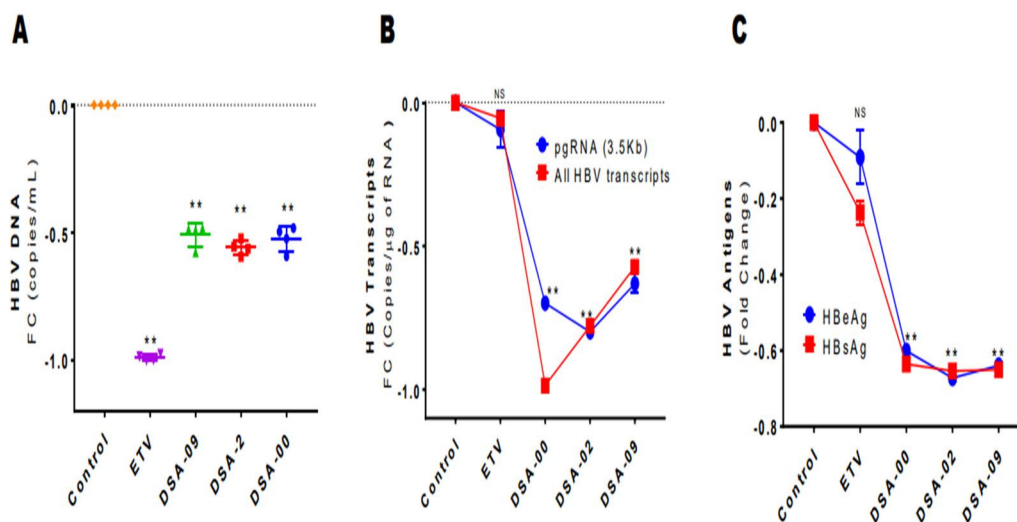 A
HBV DNA
FC (copies/mL)
0.0
-0.5
-1.0
**
**
**
**
Control
ETV
DSA-09
DSA-2
DSA-00
B
HBV Transcripts
FC (Copies/µg of RNA)
0.0
-0.5
-1.0
NS
pgRNA (3.5Kb)
All HBV transcripts
**
**
**
Control
ETV
DSA-00
DSA-02
DSA-09
C
HBV Antigens
(Fold Change)
0.0
-0.2
-0.4
-0.6
-0.8
NS
HBeAg
HBsAg
**
**
**
Control
ETV
DSA-00
DSA-02
DSA-09